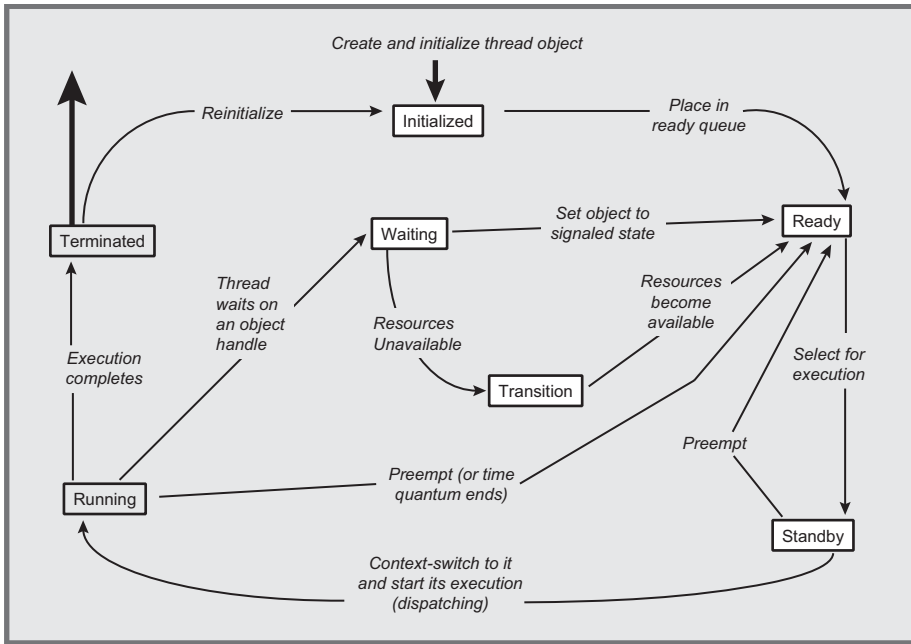 Create and initialize thread object
Reinitialize
Initialized
Place in
ready queue
Terminated
Waiting
Set object to
signaled state
Ready
Thread
waits on
an object
handle
Resources
Unavailable
Resources
become
available
Execution
completes
Transition
Select for
execution
Preempt
Running
Preempt (or time
quantum ends)
Standby
Context-switch to it
and start its execution
(dispatching)